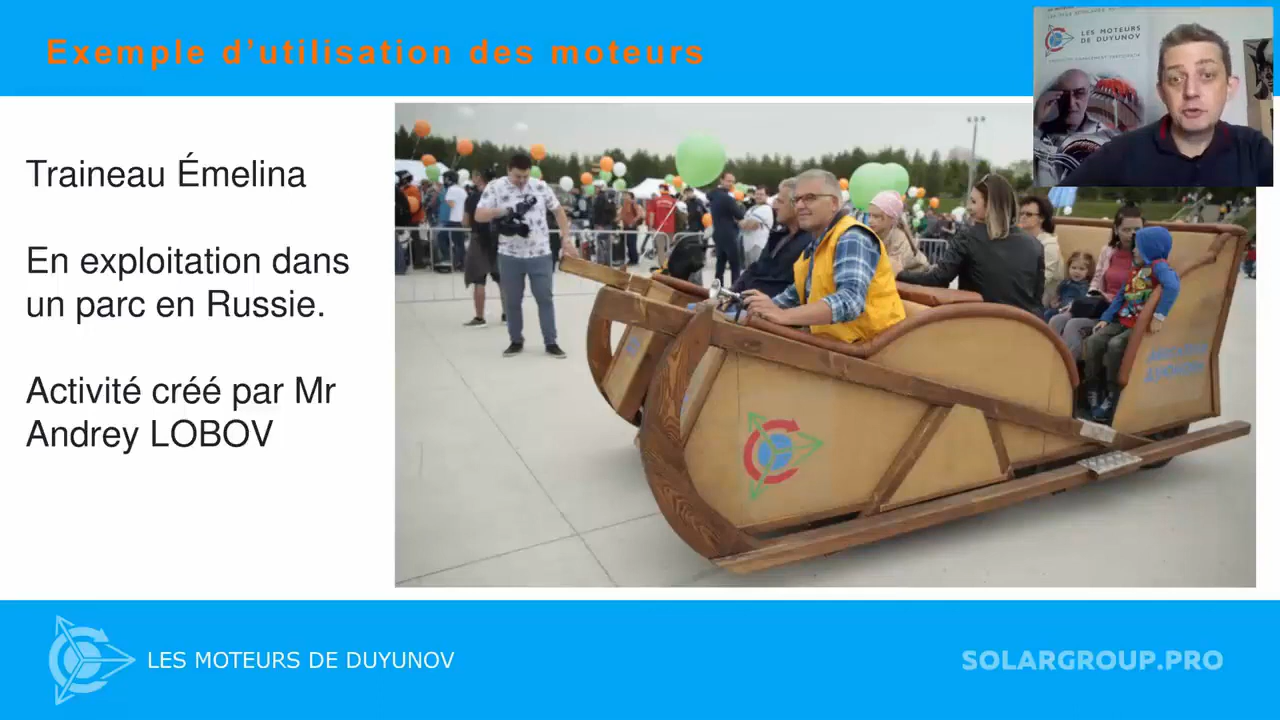 Exemple d'utilisation des moteurs
LES MOTEURS
DE DUYUNOV
Traineau Émelina
En exploitation dans
un parc en Russie.
Activité créé par Mr
Andrey LOBOV
LES MOTEURS DE DUYUNOV
SOLARGROUP.PRO